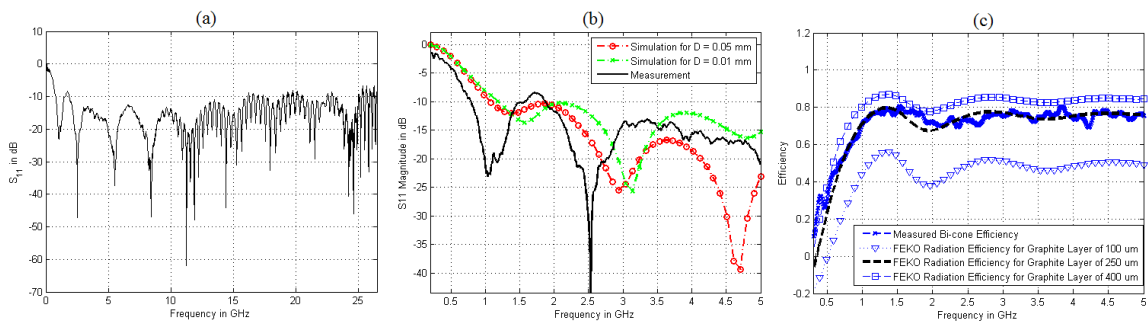 (a)
10
0
-10
-20
-30
-40
-50
-60
-70
S11 in dB
0 5 10 15 20 25
Frequency in GHz
(b)
0
-5
-10
-15
-20
-25
-30
-35
-40
S11 Magnitude in dB
Simulation for D = 0.05 mm
Simulation for D = 0.01 mm
Measurement
0.5 1 1.5 2 2.5 3 3.5 4 4.5 5
Frequency in GHz
(c)
1.2
1
0.8
0.6
0.4
0.2
0
-0.2
Efficiency
Measured Bi-cone Efficiency
FEKO Radiation Efficiency for Graphite Layer of 100 um
FEKO Radiation Efficiency for Graphite Layer of 250 um
FEKO Radiation Efficiency for Graphite Layer of 400 um
0.5 1 1.5 2 2.5 3 3.5 4 4.5 5
Frequency in GHz